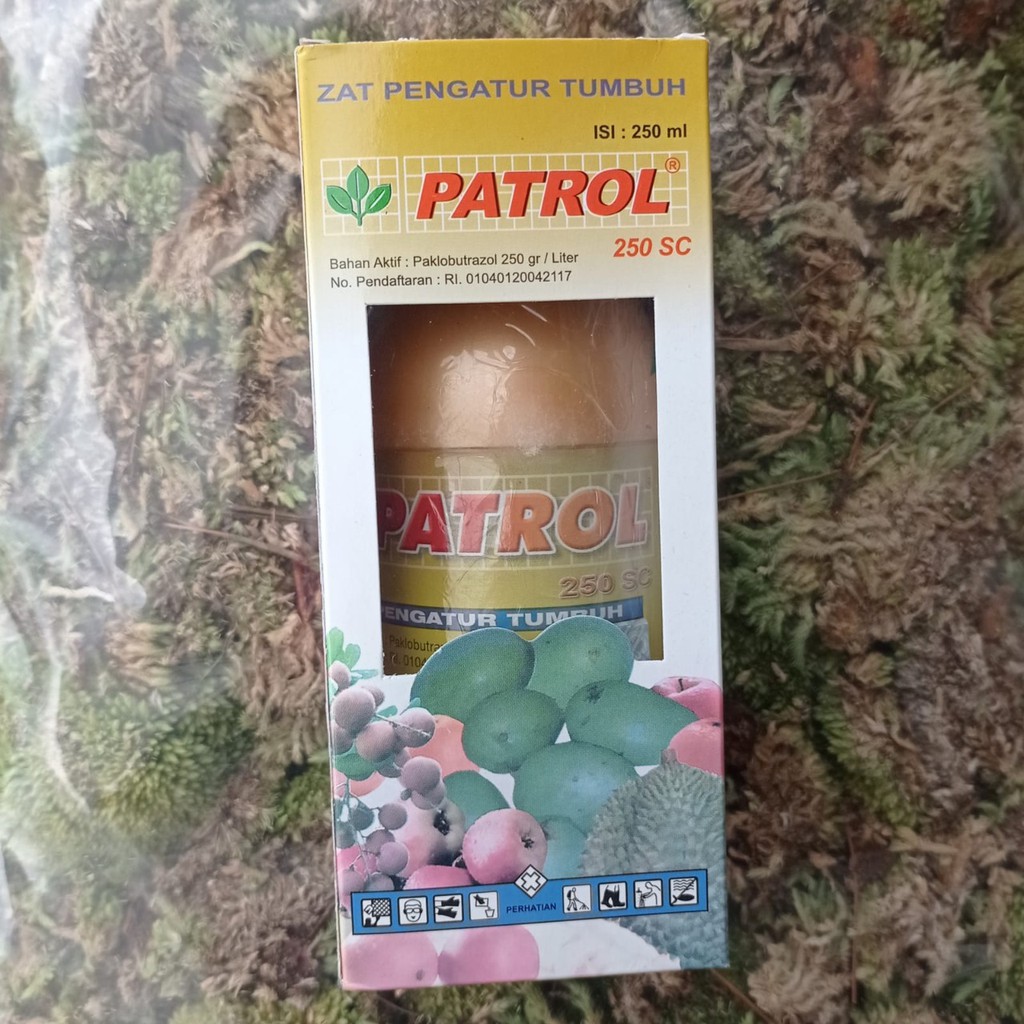 ZAT PENGATUR TUMBUH
ISI : 250 ml
PATROL®
250 SC
Bahan Aktif : Paklobutrazol 250 gr / Liter
No. Pendaftaran : RI. 01040120042117
PATROL
250 SC
PENGATUR TUMBUH
PERHATIAN